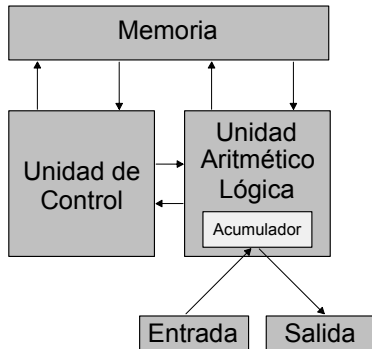 Memoria
Unidad de
Control
Unidad
Aritmético
Lógica
Acumulador
Entrada
Salida